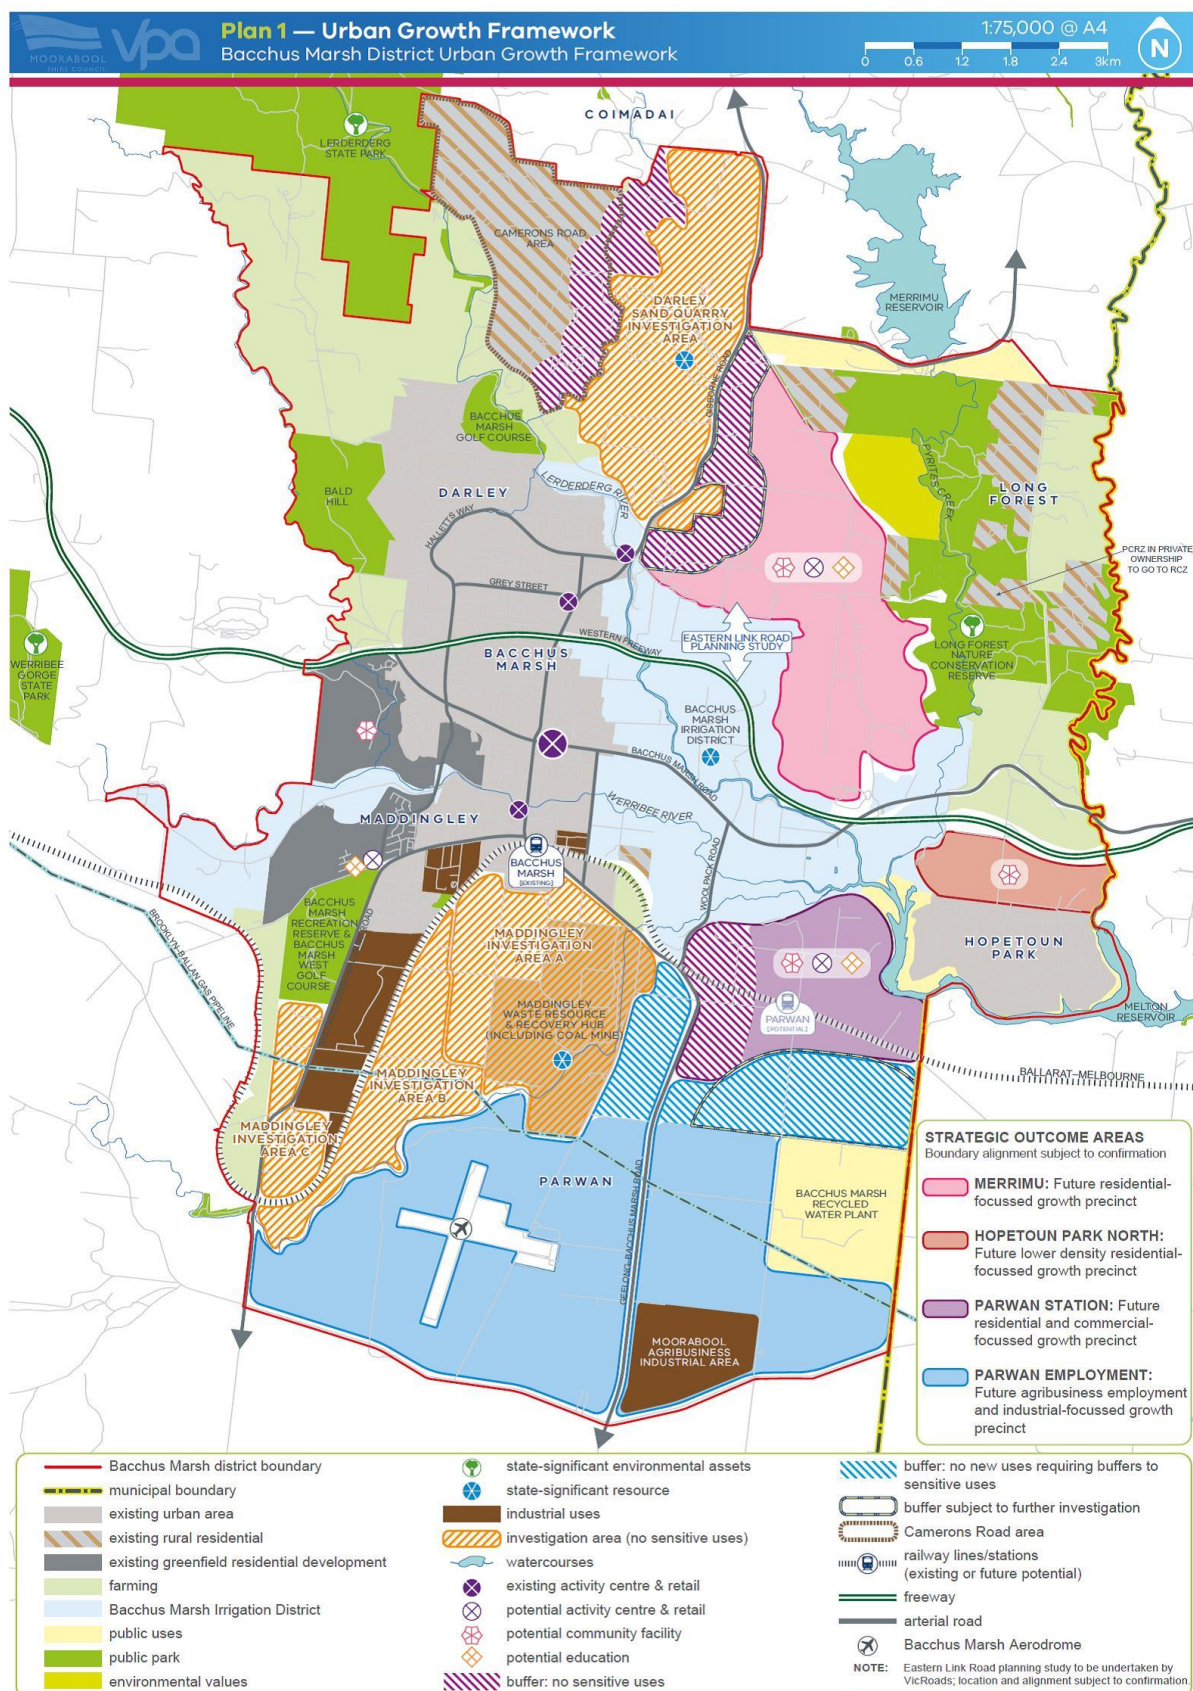 MOORABOOL
SHIRE COUNCIL
vpa
Plan 1 — Urban Growth Framework
Bacchus Marsh District Urban Growth Framework
1:75,000 @ A4
0 0.6 1.2 1.8 2.4 3km
N
COIMADAI
LERDERDERG
STATE PARK
CAMERONS ROAD
AREA
DARLEY
SAND QUARRY
INVESTIGATION
AREA
MERRIMU
RESERVOIR
GISBORNE ROAD
BACCHUS
MARSH
GOLF COURSE
PYRITES CREEK
LONG
FOREST
BALD
HILL
DARLEY
LERDERDERG RIVER
HALLETTS WAY
PCRZ IN PRIVATE
OWNERSHIP
TO GO TO RCZ
GREY STREET
WERRIBEE
GORGE
STATE
PARK
WESTERN FREEWAY
EASTERN LINK ROAD
PLANNING STUDY
LONG FOREST
NATURE
CONSERVATION
RESERVE
BACCHUS
MARSH
BACCHUS
MARSH
IRRIGATION
DISTRICT
BACCHUS MARSH ROAD
WERRIBEE RIVER
MADDINGLEY
WOOLPACK ROAD
BACCHUS
MARSH
[EXISTING]
BACCHUS
MARSH
RECREATION
RESERVE &
BACCHUS
MARSH
WEST
GOLF
COURSE
ROAD
BROOKLYN-BALLAN GAS PIPELINE
MADDINGLEY
INVESTIGATION
AREA A
HOPETOUN
PARK
MADDINGLEY
WASTE RESOURCE
& RECOVERY HUB
(INCLUDING COAL MINE)
PARWAN
[POTENTIAL]
MELTON
RESERVOIR
MADDINGLEY
INVESTIGATION
AREA B
BALLARAT–MELBOURNE
MADDINGLEY
INVESTIGATION
AREA C
PARWAN
BACCHUS MARSH
RECYCLED
WATER PLANT
GEELONG-BACCHUS MARSH ROAD
MOORABOOL
AGRIBUSINESS
INDUSTRIAL AREA
STRATEGIC OUTCOME AREAS
Boundary alignment subject to confirmation
MERRIMU: Future residential-
focussed growth precinct
HOPETOUN PARK NORTH:
Future lower density residential-
focussed growth precinct
PARWAN STATION: Future
residential and commercial-
focussed growth precinct
PARWAN EMPLOYMENT:
Future agribusiness employment
and industrial-focussed growth
precinct
Bacchus Marsh district boundary
municipal boundary
existing urban area
existing rural residential
existing greenfield residential development
farming
Bacchus Marsh Irrigation District
public uses
public park
environmental values
state-significant environmental assets
state-significant resource
industrial uses
investigation area (no sensitive uses)
watercourses
existing activity centre & retail
potential activity centre & retail
potential community facility
potential education
buffer: no sensitive uses
buffer: no new uses requiring buffers to
sensitive uses
buffer subject to further investigation
Camerons Road area
railway lines/stations
(existing or future potential)
freeway
arterial road
Bacchus Marsh Aerodrome
NOTE: Eastern Link Road planning study to be undertaken by
VicRoads; location and alignment subject to confirmation.